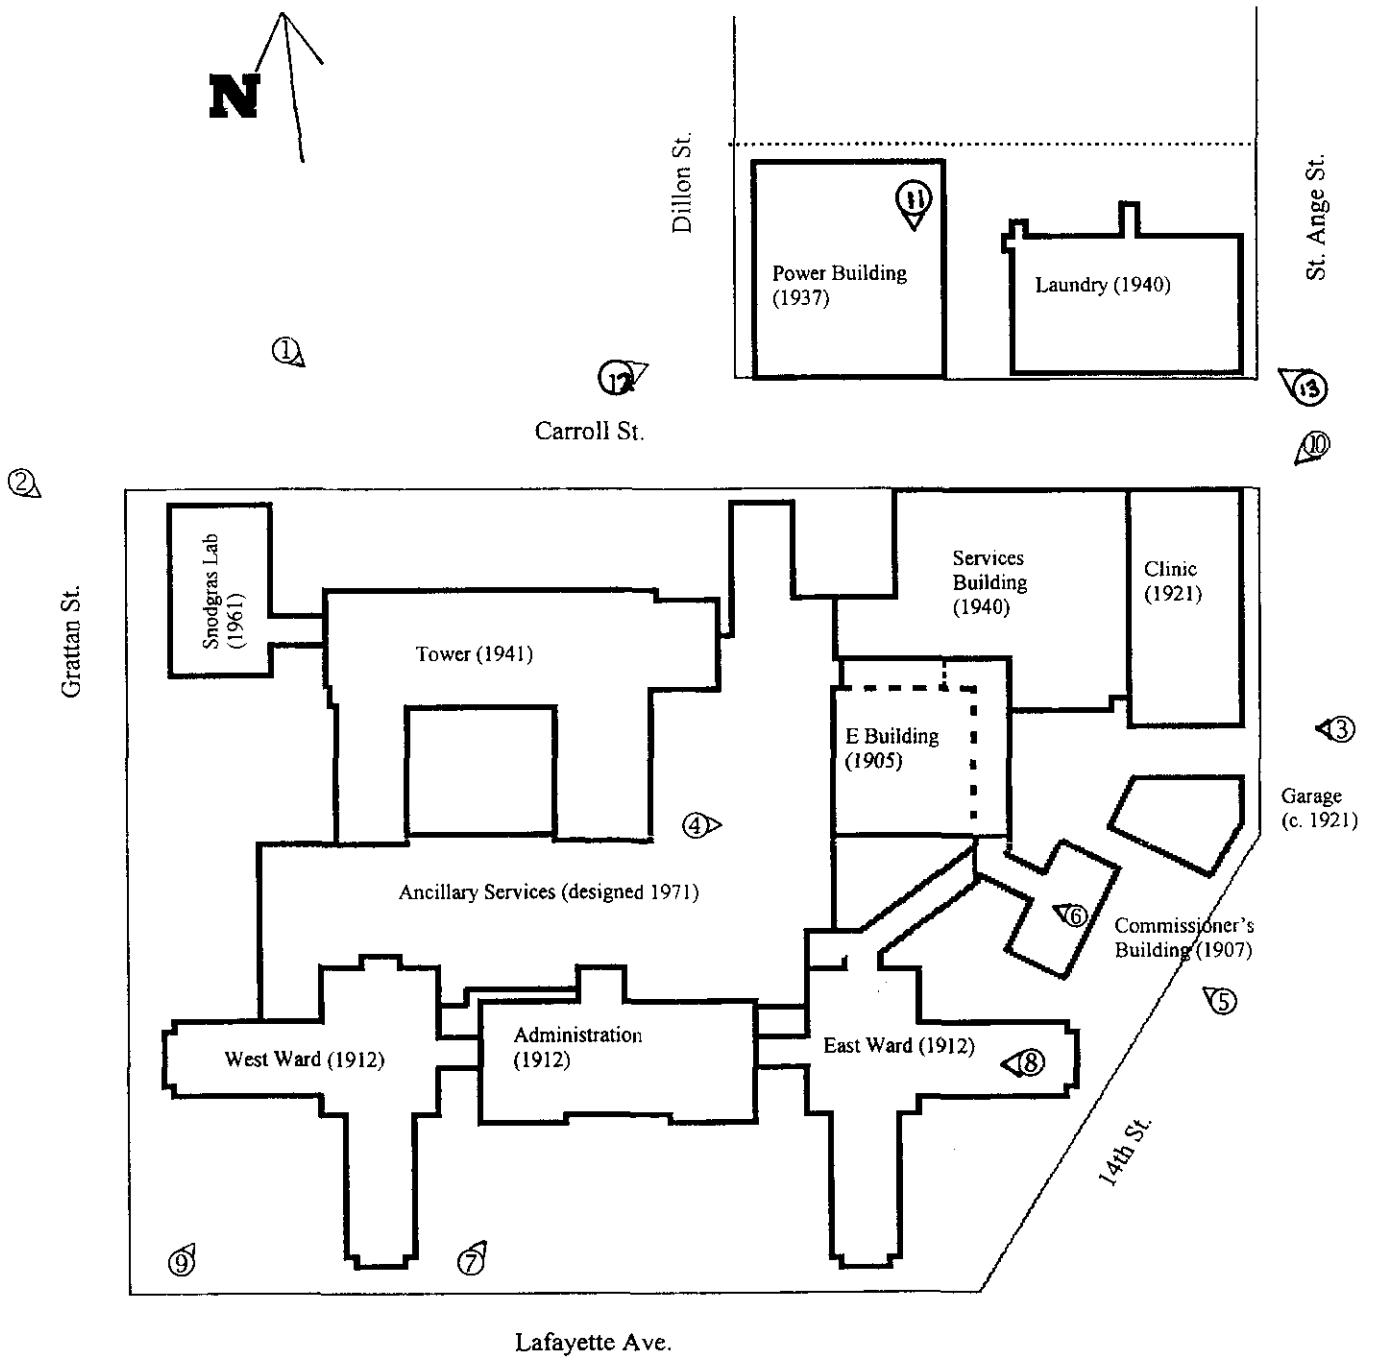 N
Dillon St.
St. Ange St.
11
Power Building
(1937)
Laundry (1940)
1
12
13
Carroll St.
10
2
Grattan St.
Snodgras Lab
(1961)
Services
Building
(1940)
Clinic
(1921)
Tower (1941)
E Building
(1905)
3
Garage
(c. 1921)
4
Ancillary Services (designed 1971)
6
Commissioner's
Building (1907)
5
Administration
(1912)
West Ward (1912)
East Ward (1912)
8
14th St.
9
7
Lafayette Ave.